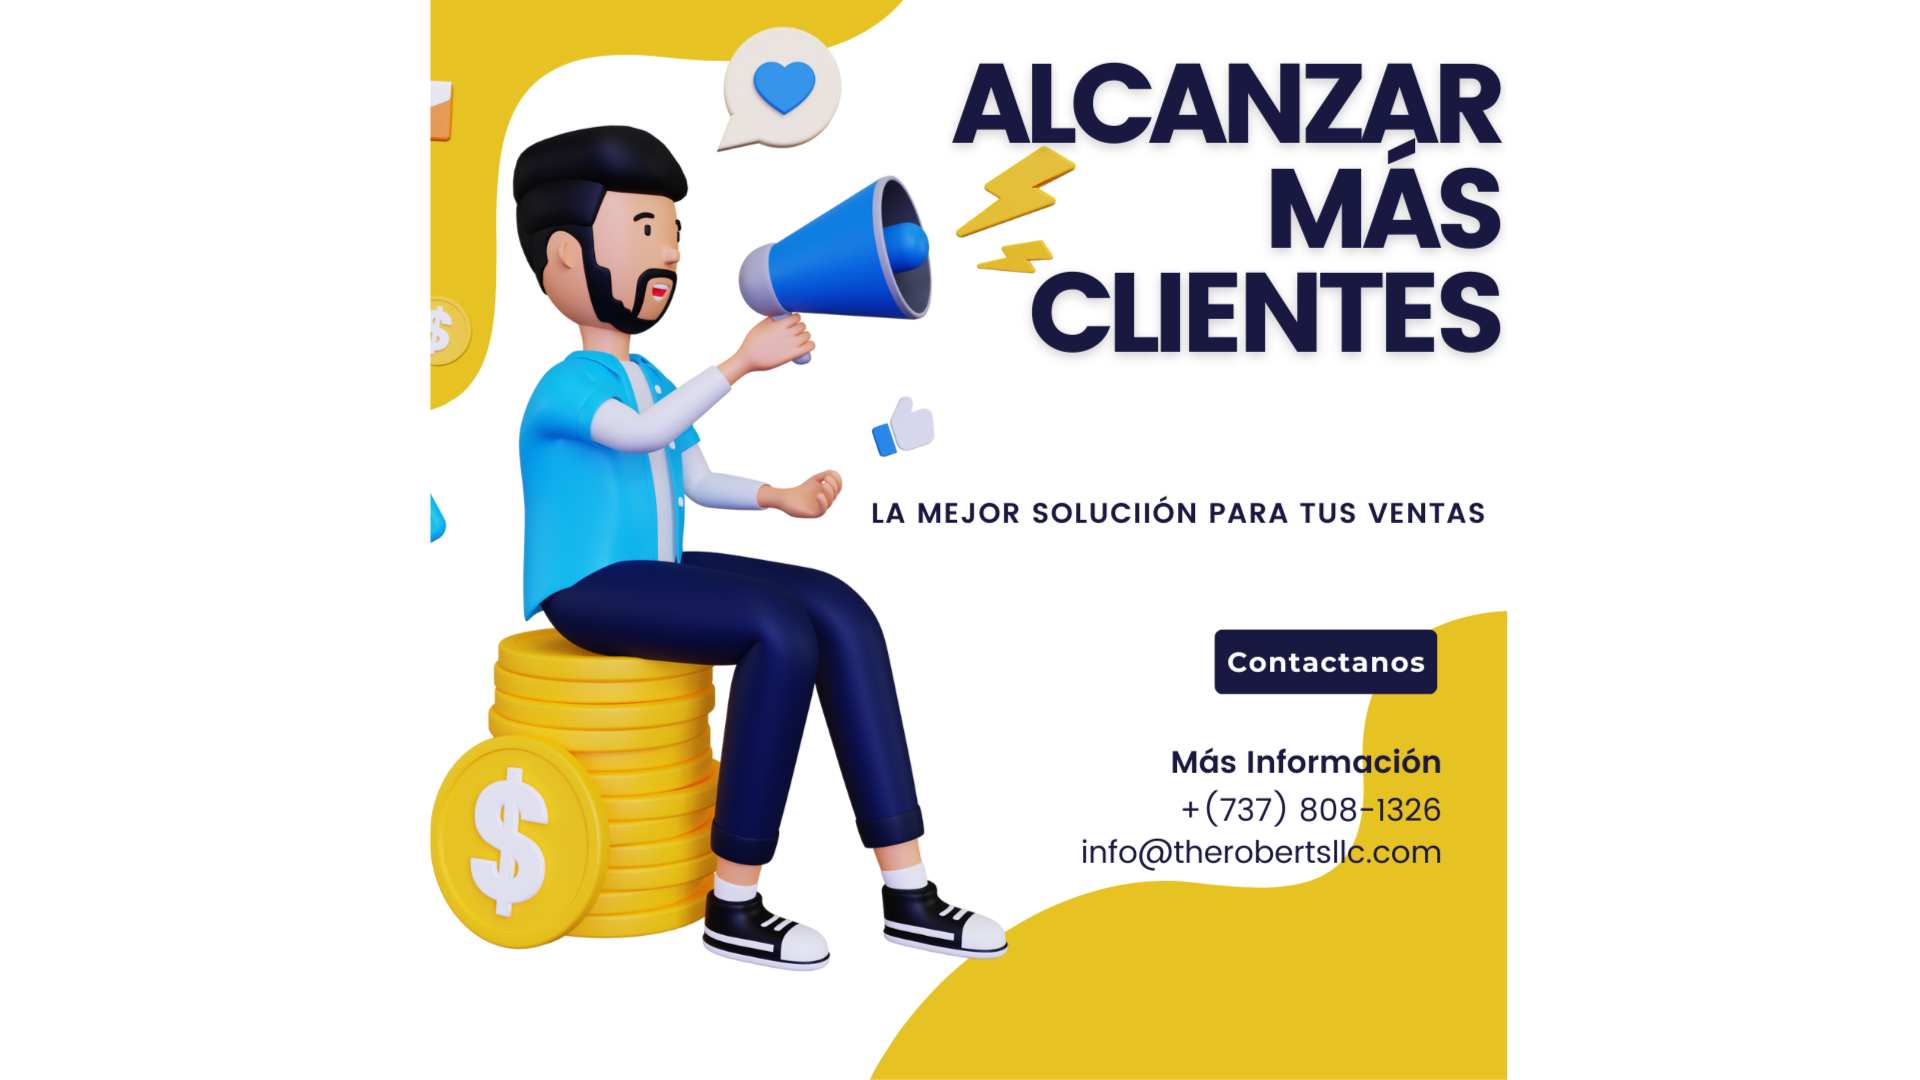 ALCANZAR
MÁS
CLIENTES
LA MEJOR SOLUCIIÓN PARA TUS VENTAS
Contactanos
Más Información
+(737) 808-1326
info@therobertsllc.com
$
$